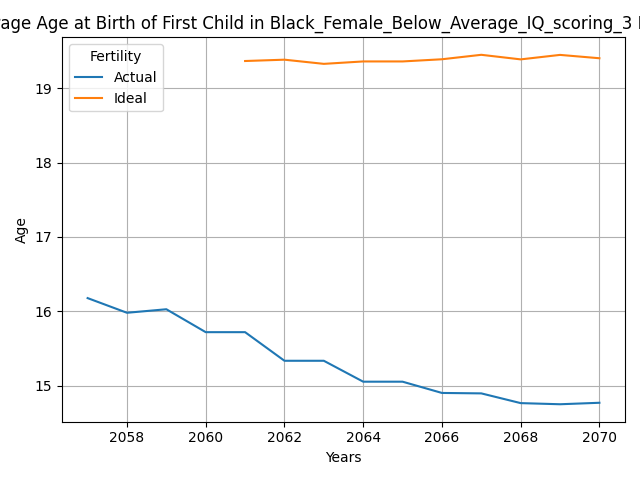 Age at Birth of First Child in Black_Female_Below_Average_IQ_scoring_3
Fertility
Actual
Ideal
Age
19
18
17
16
15
2058 2060 2062 2064 2066 2068 2070
Years